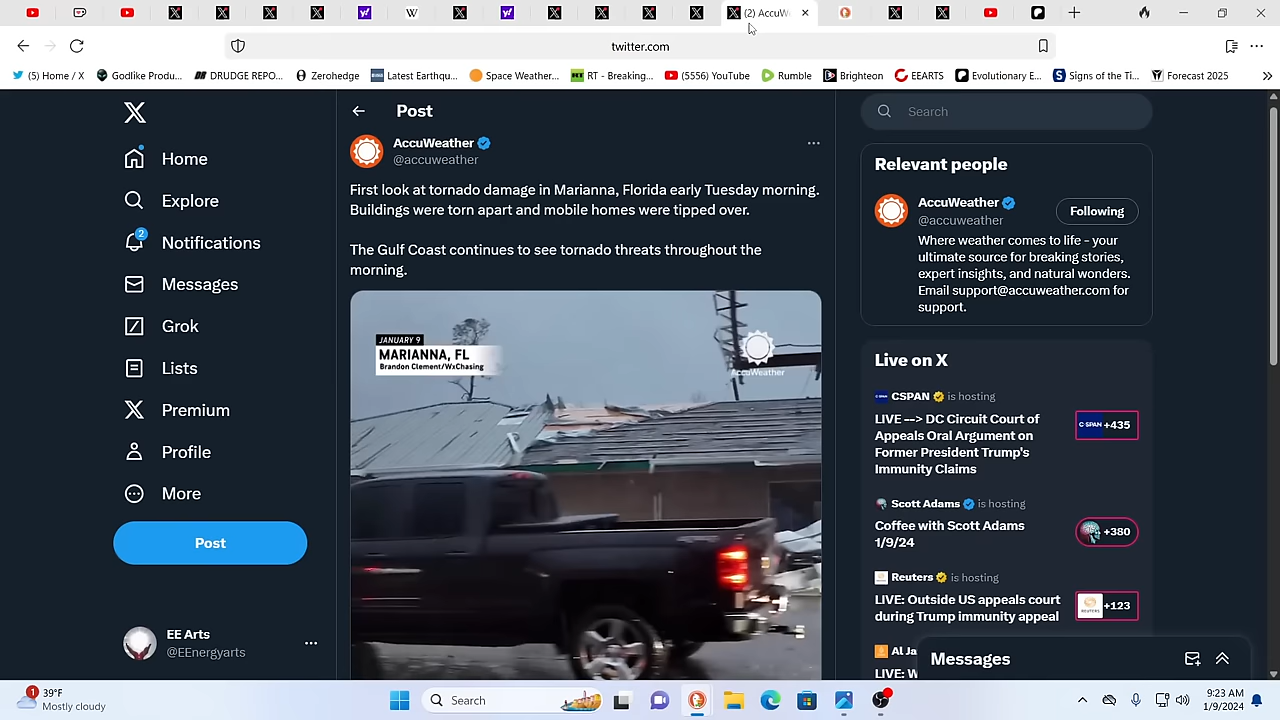 (2) AccuW
twitter.com
(5) Home / X
Godlike Produ...
DRUDGE REPO...
Zerohedge
Latest Earthqu...
Space Weather...
RT - Breaking...
(5556) YouTube
Rumble
Brighteon
EEARTS
Evolutionary E...
Signs of the Ti...
Forecast 2025
Home
Explore
2
Notifications
Messages
Grok
Lists
Premium
Profile
More
Post
EE Arts
@EEnergyarts
Post
AccuWeather
@accuweather
First look at tornado damage in Marianna, Florida early Tuesday morning.
Buildings were torn apart and mobile homes were tipped over.
The Gulf Coast continues to see tornado threats throughout the
morning.
JANUARY 9
MARIANNA, FL
Brandon Clement/WxChasing
AccuWeather
Search
Relevant people
AccuWeather
@accuweather
Following
Where weather comes to life - your
ultimate source for breaking stories,
expert insights, and natural wonders.
Email support@accuweather.com for
support.
Live on X
CSPAN is hosting
LIVE ---> DC Circuit Court of
Appeals Oral Argument on
Former President Trump's
Immunity Claims
C-SPAN +435
Scott Adams is hosting
Coffee with Scott Adams
1/9/24
+380
Reuters is hosting
LIVE: Outside US appeals court
during Trump immunity appeal
+123
Al Ja
LIVE: W
Messages
1
39°F
Mostly cloudy
Search
9:23 AM
1/9/2024